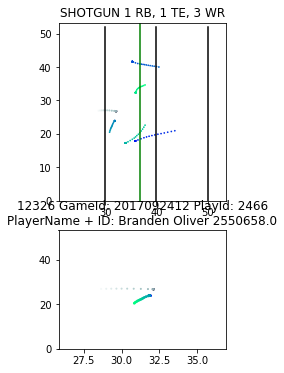 SHOTGUN 1 RB, 1 TE, 3 WR
50
40
30
20
10
0
30 40 50
12326 GameId: 2017092412 PlayId: 2466
PlayerName + ID: Branden Oliver 2550658.0
40
20
0
27.5 30.0 32.5 35.0